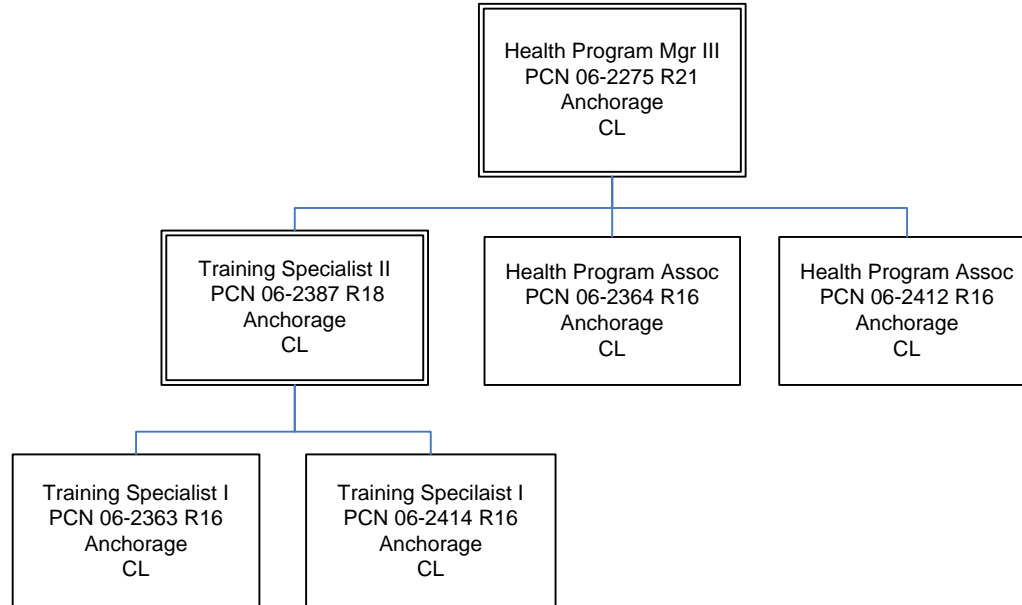 Health Program Mgr III
PCN 06-2275 R21
Anchorage
CL
Training Specialist II
PCN 06-2387 R18
Anchorage
CL
Health Program Assoc
PCN 06-2364 R16
Anchorage
CL
Health Program Assoc
PCN 06-2412 R16
Anchorage
CL
Training Specialist I
PCN 06-2363 R16
Anchorage
CL
Training Specilaist I
PCN 06-2414 R16
Anchorage
CL